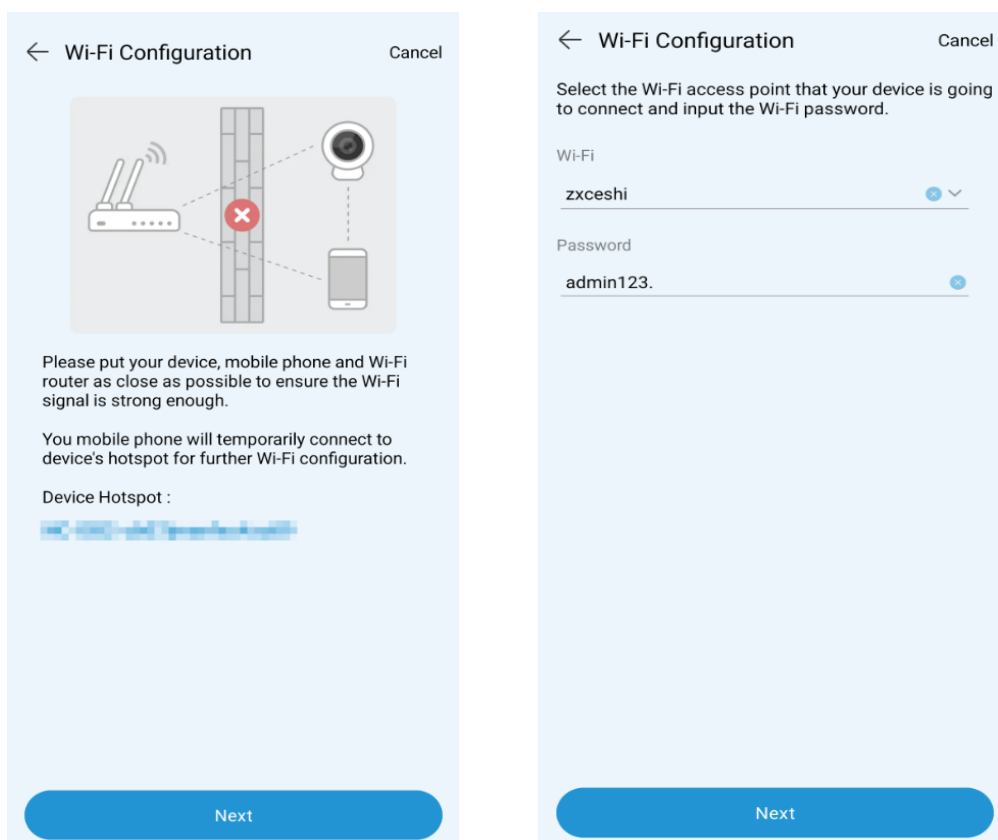 Wi-Fi Configuration
Cancel
Please put your device, mobile phone and Wi-Fi
router as close as possible to ensure the Wi-Fi
signal is strong enough.
You mobile phone will temporarily connect to
device's hotspot for further Wi-Fi configuration.
Device Hotspot :
Next
Wi-Fi Configuration
Cancel
Select the Wi-Fi access point that your device is going
to connect and input the Wi-Fi password.
Wi-Fi
zxceshi
Password
admin123.
Next